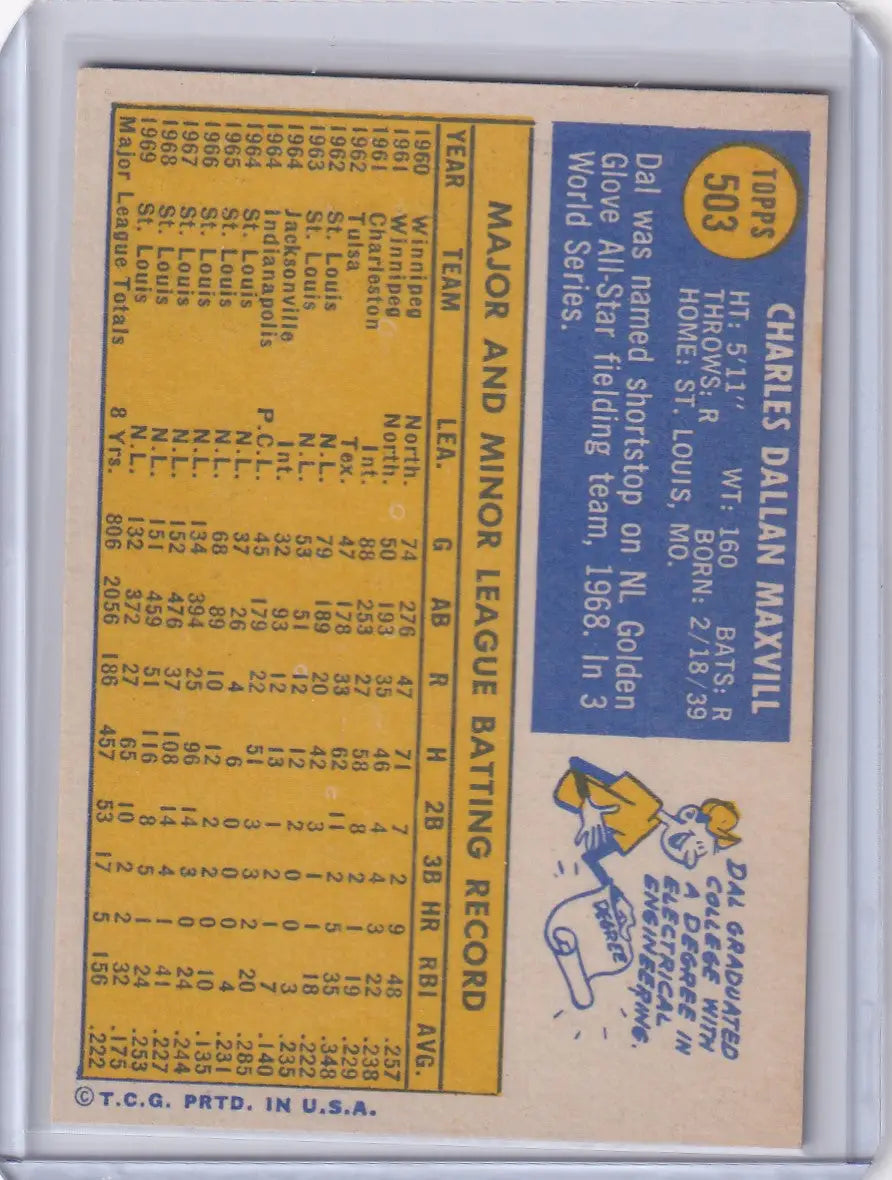 TOPPS
503
CHARLES DALLAN MAXVILL
HT: 5'11" WT: 160 BATS: R
THROWS: R BORN: 2/18/39
HOME: ST. LOUIS, MO.
Dal was named shortstop on NL Golden
Glove All-Star fielding team, 1968. In 3
World Series.
DAL GRADUATED
COLLEGE WITH
A DEGREE IN
ELECTRICAL
ENGINEERING.
DEGREE
MAJOR AND MINOR LEAGUE BATTING RECORD
YEAR TEAM LEA. G AB R H 2B 3B HR RBI AVG.
1960 Winnipeg North. 74 276 47 71 7 2 9 48 .257
1961 Winnipeg North. 50 193 35 46 4 4 3 22 .238
1961 Charleston Int. 88 253 27 58 8 2 1 19 .229
1962 Tulsa Tex. 47 178 33 62 11 2 5 35 .348
1962 St. Louis N.L. 79 189 20 42 3 1 1 18 .222
1963 St. Louis N.L. 53 51 12 12 2 0 0 3 .235
1964 Jacksonville Int. 32 93 12 13 1 2 1 7 .140
1964 Indianapolis P.C.L. 45 179 22 51 3 3 2 20 .285
1964 St. Louis N.L. 37 26 4 6 0 0 0 4 .231
1965 St. Louis N.L. 68 89 10 12 2 2 0 10 .135
1966 St. Louis N.L. 134 394 25 96 14 3 0 24 .244
1967 St. Louis N.L. 152 476 37 108 14 4 1 41 .227
1968 St. Louis N.L. 151 459 51 116 8 5 1 24 .253
1969 St. Louis N.L. 132 372 27 65 10 2 2 32 .175
Major League Totals 8 Yrs. 806 2056 186 457 53 17 5 156 .222
© T.C.G. PRTD. IN U.S.A.